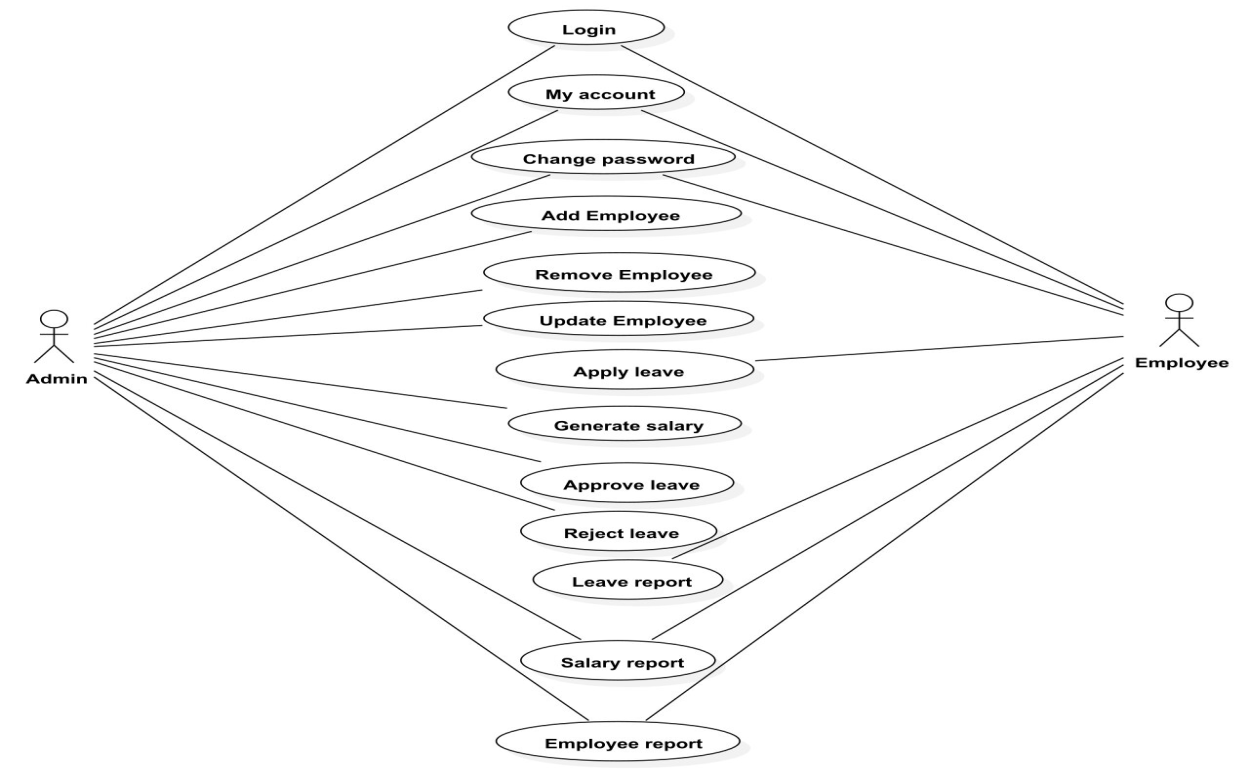 Login
My account
Change password
Add Employee
Remove Employee
Update Employee
Apply leave
Admin
Employee
Generate salary
Approve leave
Reject leave
Leave report
Salary report
Employee report